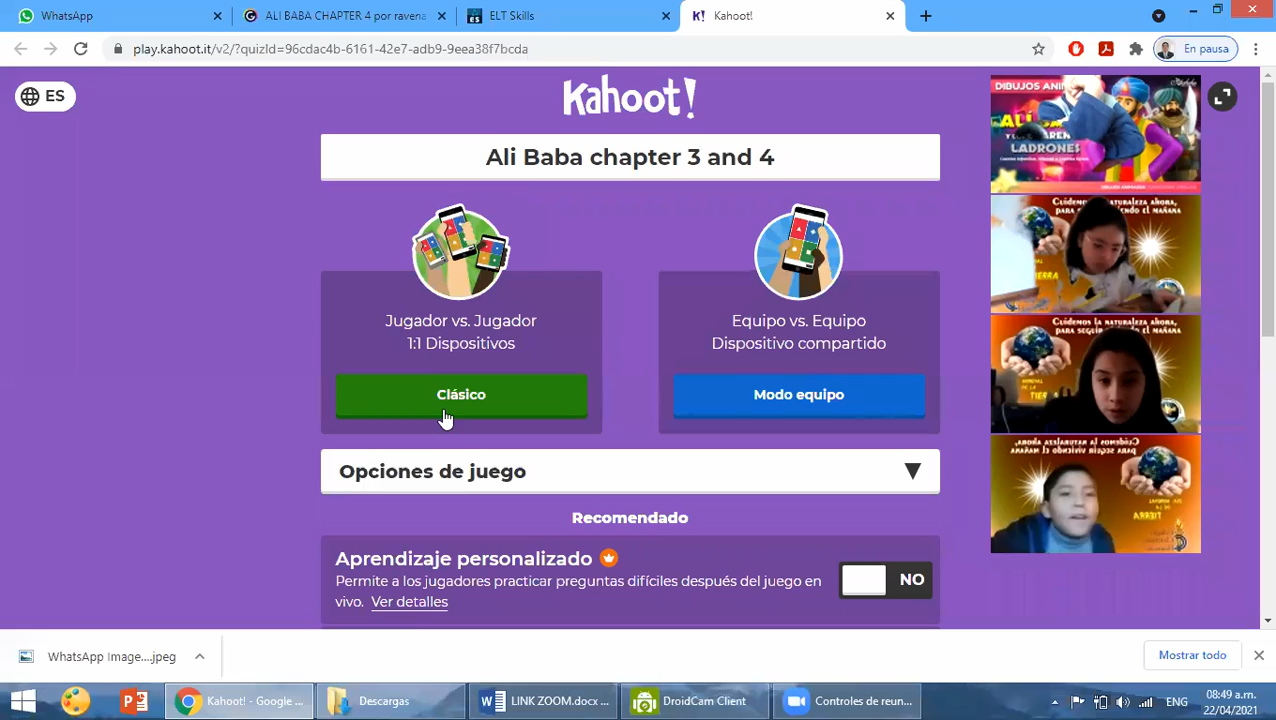 WhatsApp
ALI BABA CHAPTER 4 por ravena
ELT Skills
Kahoot!
play.kahoot.it/v2/?quizId=96cdac4b-6161-42e7-adb9-9eea38f7bcda
En pausa
ES
Kahoot!
Ali Baba chapter 3 and 4
Jugador vs. Jugador
1:1 Dispositivos
Clásico
Equipo vs. Equipo
Dispositivo compartido
Modo equipo
Opciones de juego
Recomendado
Aprendizaje personalizado
Permite a los jugadores practicar preguntas difíciles después del juego en
vivo. Ver detalles
NO
LADRONES
WhatsApp Image....jpeg
Mostrar todo
Kahoot! - Google ...
Descargas
LINK ZOOM.docx ...
DroidCam Client
Controles de reun...
ENG
08:49 a.m.
22/04/2021